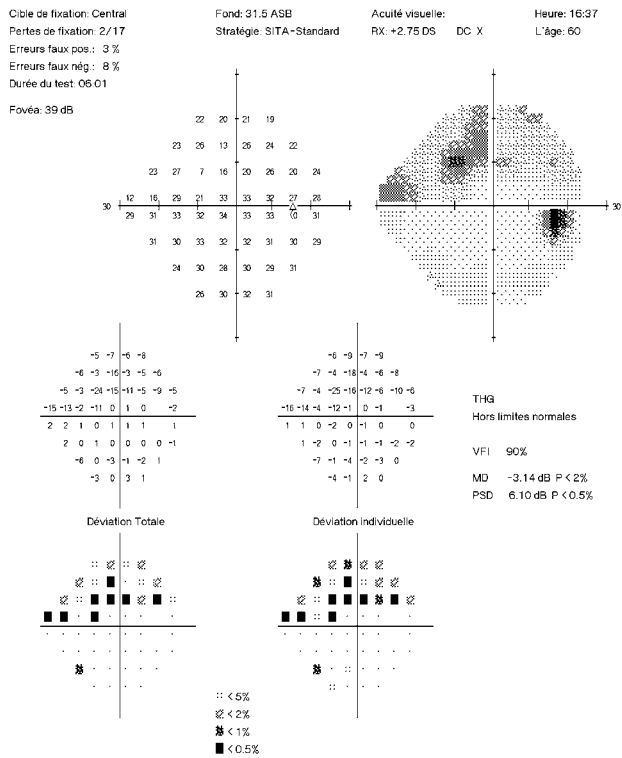 Cible de fixation: Central
Pertes de fixation: 2/17
Erreurs faux pos.: 3 %
Erreurs faux nég.: 8 %
Durée du test: 06:01
Fovéa: 39 dB
Fond: 31.5 ASB
Stratégie: SITA-Standard
Acuité visuelle:
RX: +2.75 DS DC X
Heure: 16:37
L'âge: 60
22 20 21 19
23 26 13 26 24 22
23 27 7 16 20 26 20 24
30 12 16 29 21 33 33 32 27 28
29 31 33 32 34 33 33 (0 31
31 30 33 32 32 31 30 29
24 30 28 30 29 31
26 30 32 31
30
-5 -7 -6 -8
-6 -3 -16 -3 -5 -6
-5 -3 -24 -15 -11 -5 -9 -5
-15 -13 -2 -11 0 1 0 -2
2 2 1 0 1 1 1 1
2 0 1 0 0 0 0 -1
-6 0 -3 -1 -2 1
-3 0 3 1
Déviation Totale
-6 -9 -7 -9
-7 -4 -18 -4 -6 -8
-7 -4 -25 -16 -12 -6 -10 -6
-16 -14 -4 -12 -1 0 -1 -3
1 1 0 -2 0 -1 0 0
1 -2 0 -1 -1 -1 -2 -2
-7 -1 -4 -2 -3 0
-4 -1 2 0
Déviation individuelle
THG
Hors limites normales
VFI 90%
MD -3.14 dB P < 2%
PSD 6.10 dB P < 0.5%
< 5%
< 2%
< 1%
< 0.5%